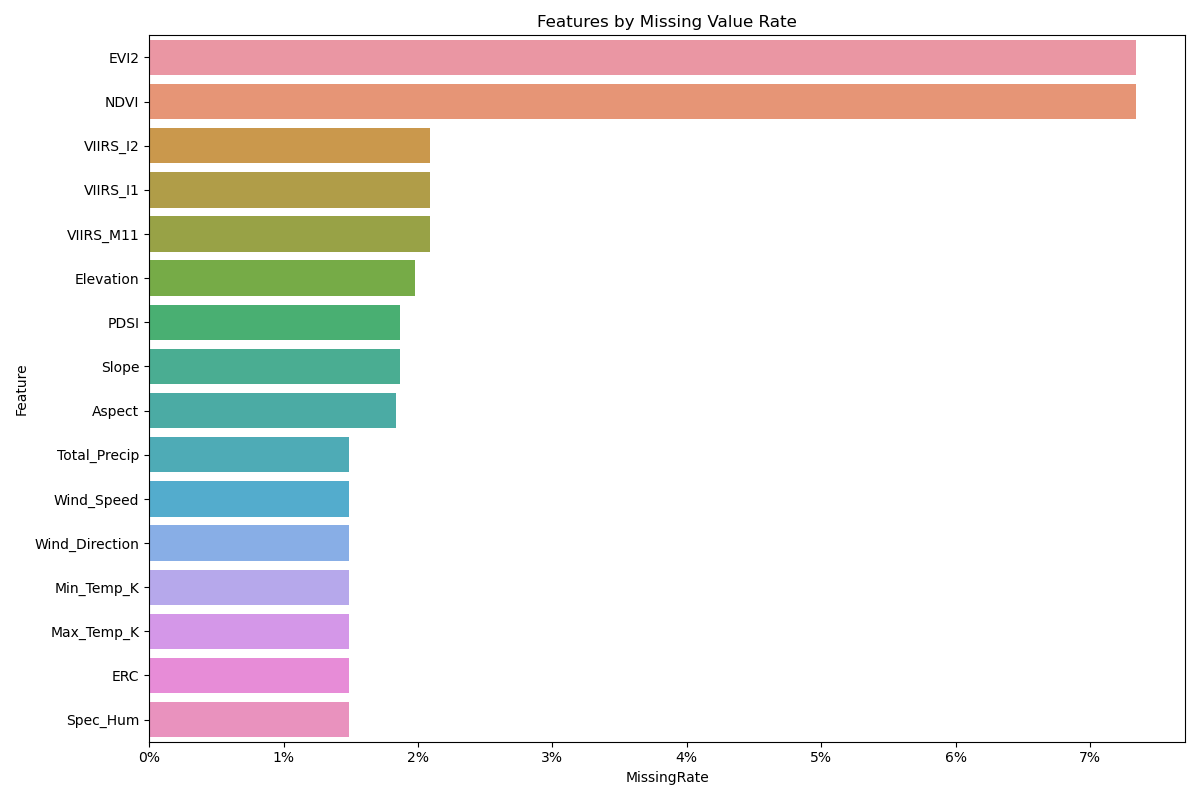 Features by Missing Value Rate
EVI2
NDVI
VIIRS_I2
VIIRS_I1
VIIRS_M11
Elevation
PDSI
Slope
Aspect
Total_Precip
Wind_Speed
Wind_Direction
Min_Temp_K
Max_Temp_K
ERC
Spec_Hum
Feature
0% 1% 2% 3% 4% 5% 6% 7%
MissingRate